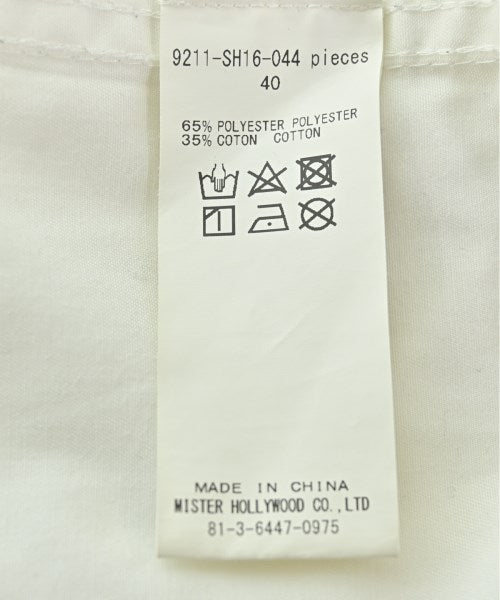 9211-SH16-044 pieces
40
65% POLYESTER POLYESTER
35% COTON COTTON
MADE IN CHINA
MISTER HOLLYWOOD CO.,LTD
81-3-6447-0975